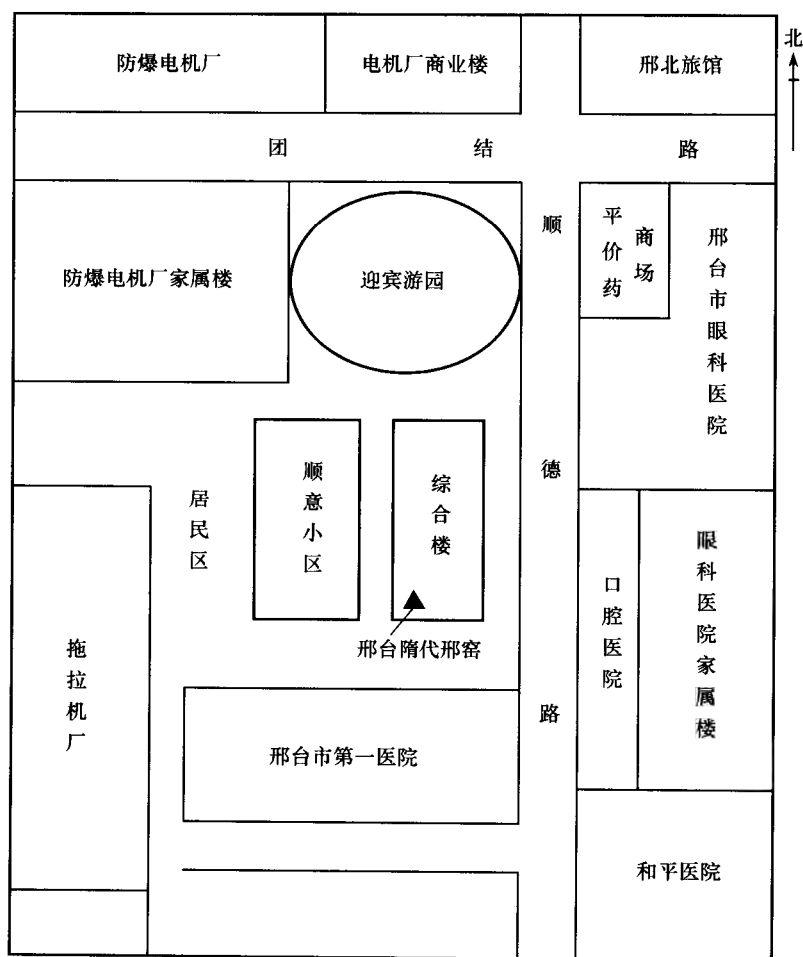 防爆电机厂
电机厂商业楼
邢北旅馆
北
团结路
防爆电机厂家属楼
迎宾游园
顺德路
平价药
商场
邢台市眼科医院
居民区
顺意小区
综合楼
邢台隋代邢窑
拖拉机厂
口腔医院
眼科医院家属楼
邢台市第一医院
和平医院